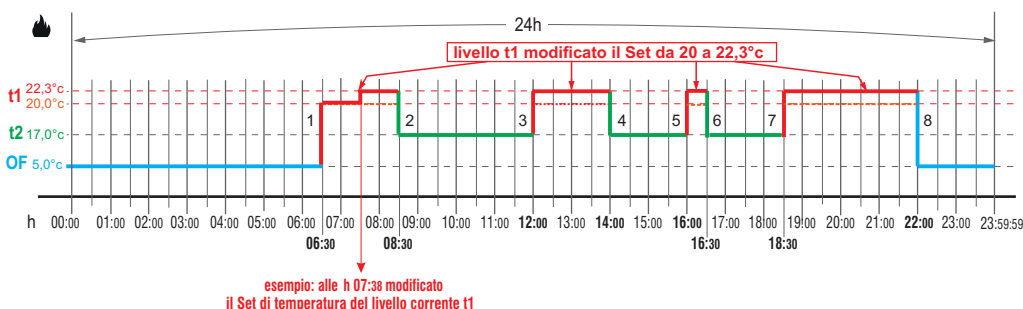 24h
livello t1 modificato il Set da 20 a 22,3°c
t1 22,3°c
20,0°c
1 2 3 4 5 6 7 8
t2 17,0°c
OF 5,0°c
h 00:00 01:00 02:00 03:00 04:00 05:00 06:00 07:00 08:00 09:00 10:00 11:00 12:00 13:00 14:00 15:00 16:00 17:00 18:00 19:00 20:00 21:00 22:00 23:00 23:59:59
06:30 08:30 16:30 18:30
esempio: alle h 07:38 modificato
il Set di temperatura del livello corrente t1